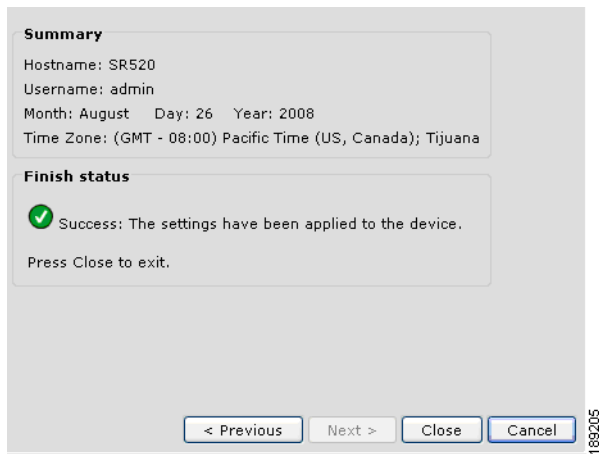 Summary
Hostname: SR520
Username: admin
Month: August Day: 26 Year: 2008
Time Zone: (GMT - 08:00) Pacific Time (US, Canada); Tijuana
Finish status
Success: The settings have been applied to the device.
Press Close to exit.
< Previous Next > Close Cancel
189205